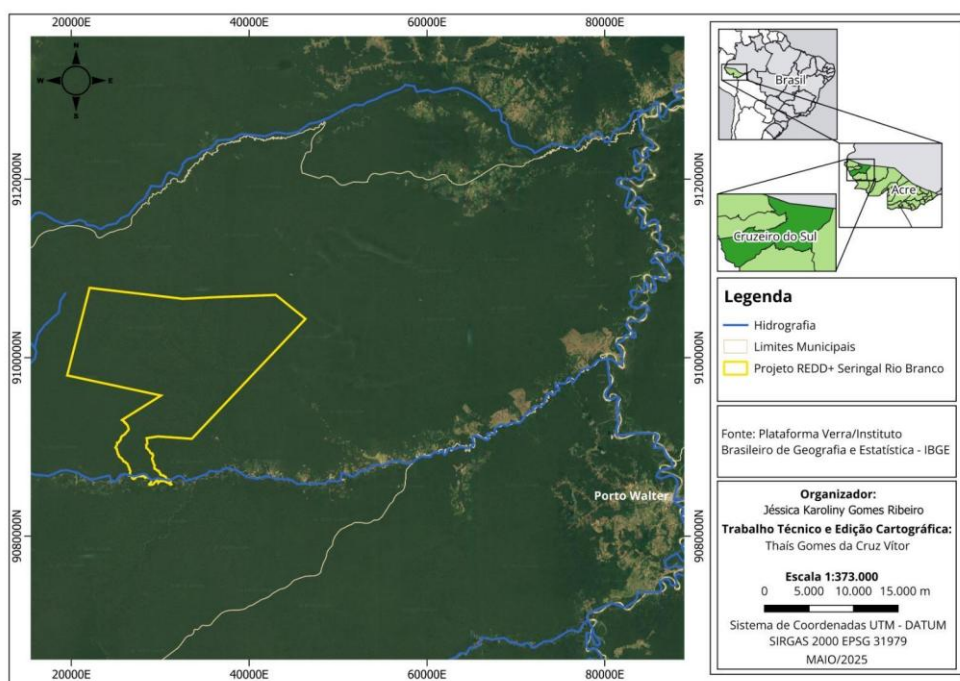 20000E
40000E
60000E
80000E
N
W
E
S
9120000N
9100000N
9080000N
9120000N
9100000N
9080000N
Porto Walter
20000E
40000E
60000E
80000E
Brasil
Acre
Cruzeiro do Sul
Legenda
Hidrografia
Limites Municipais
Projeto REDD+ Seringal Rio Branco
Fonte: Plataforma Verra/Instituto
Brasileiro de Geografia e Estatística - IBGE
Organizador:
Jéssica Karoliny Gomes Ribeiro
Trabalho Técnico e Edição Cartográfica:
Thaís Gomes da Cruz Vítor
Escala 1:373.000
0 5.000 10.000 15.000 m
Sistema de Coordenadas UTM - DATUM
SIRGAS 2000 EPSG 31979
MAIO/2025